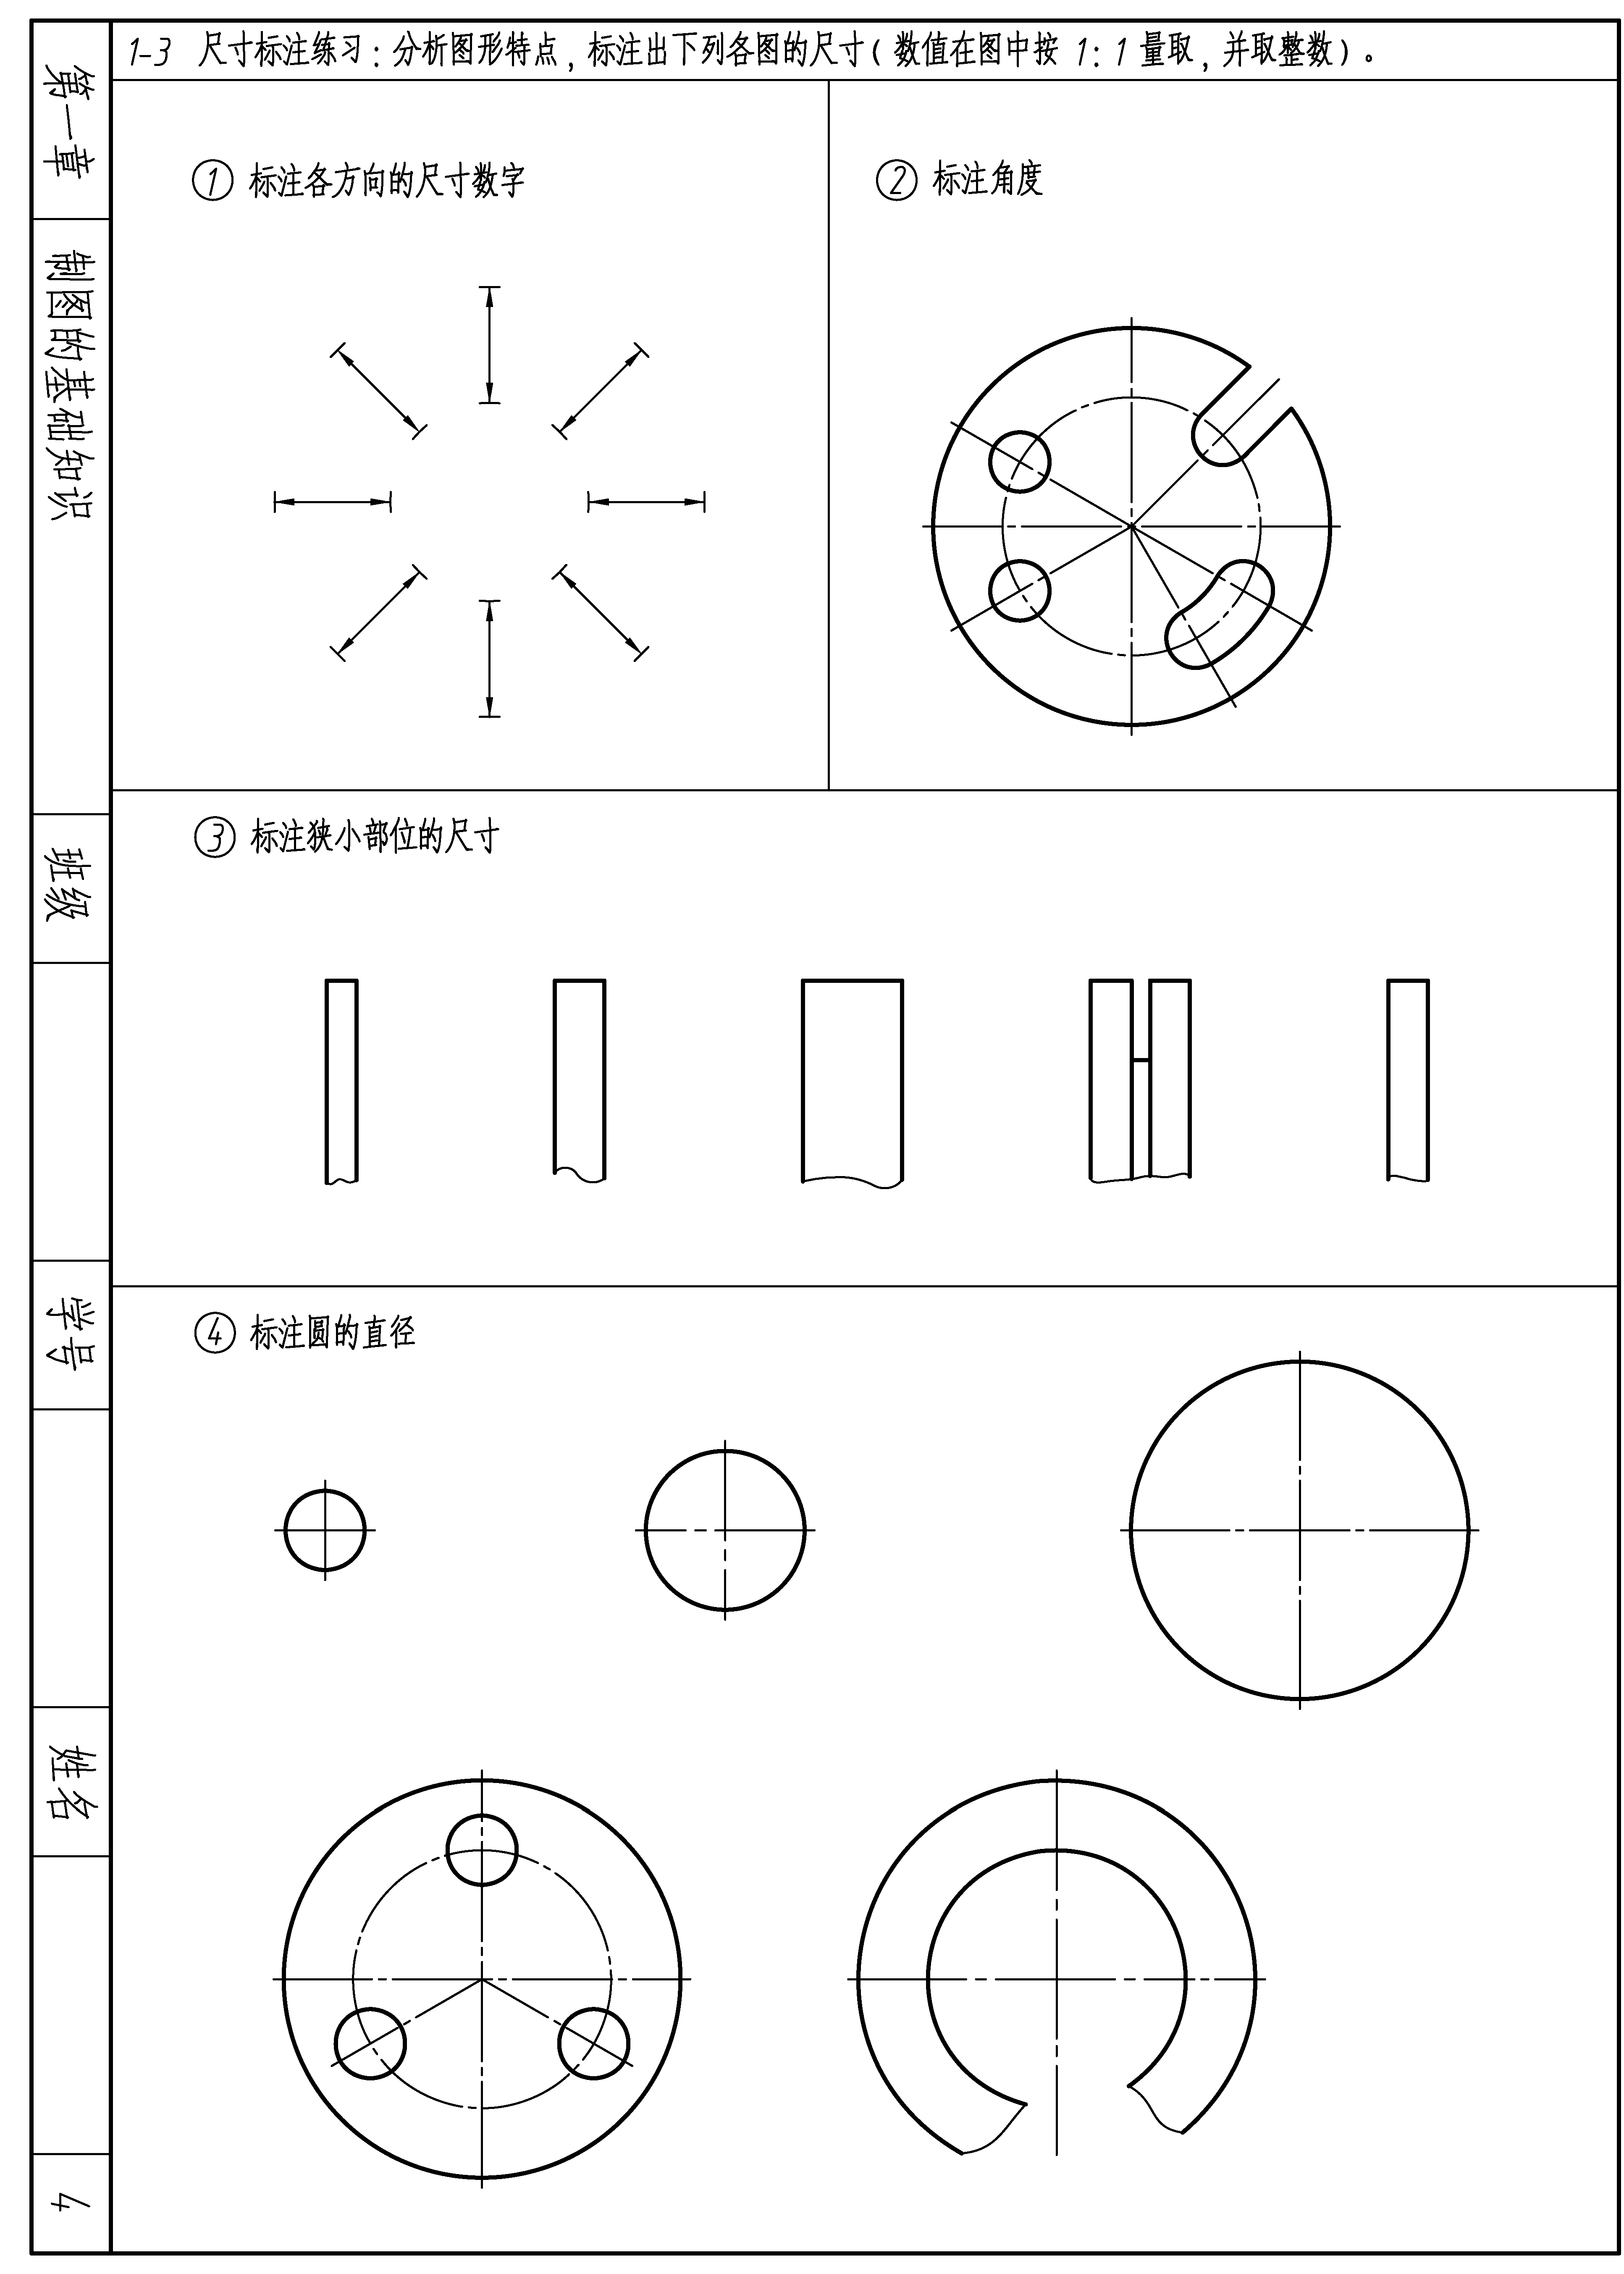 1-3 尺寸标注练习：分析图形特点，标注出下列各图的尺寸（数值在图中按 1：1 量取，并取整数）。
① 标注各方向的尺寸数字
② 标注角度
③ 标注狭小部位的尺寸
④ 标注圆的直径
第一章
制图的基础知识
班级
学号
姓名
4